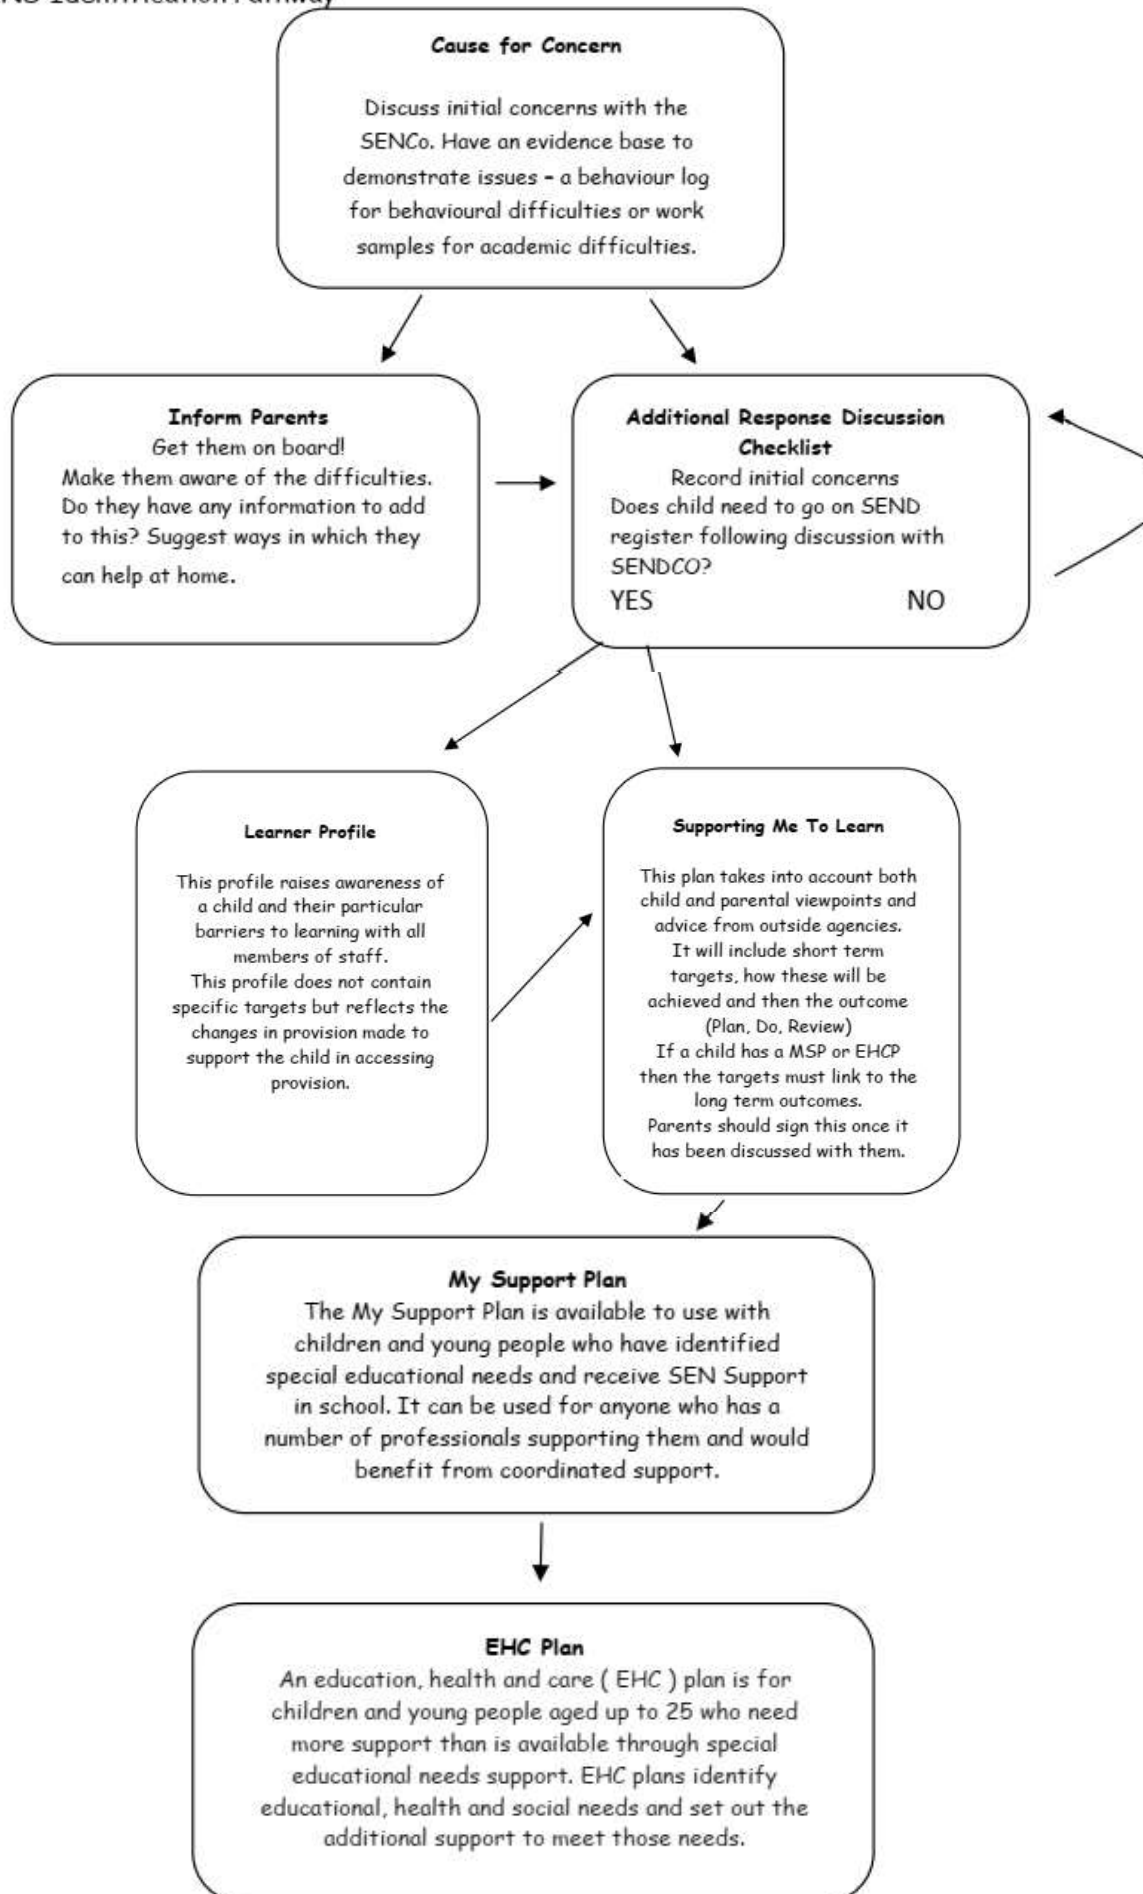 Identification Pathway
Cause for Concern
Discuss initial concerns with the
SENCo. Have an evidence base to
demonstrate issues – a behaviour log
for behavioural difficulties or work
samples for academic difficulties.
Inform Parents
Get them on board!
Make them aware of the difficulties.
Do they have any information to add
to this? Suggest ways in which they
can help at home.
Additional Response Discussion
Checklist
Record initial concerns
Does child need to go on SEND
register following discussion with
SENDCO?
YES NO
Learner Profile
This profile raises awareness of
a child and their particular
barriers to learning with all
members of staff.
This profile does not contain
specific targets but reflects the
changes in provision made to
support the child in accessing
provision.
Supporting Me To Learn
This plan takes into account both
child and parental viewpoints and
advice from outside agencies.
It will include short term
targets, how these will be
achieved and then the outcome
(Plan, Do, Review)
If a child has a MSP or EHCP
then the targets must link to the
long term outcomes.
Parents should sign this once it
has been discussed with them.
My Support Plan
The My Support Plan is available to use with
children and young people who have identified
special educational needs and receive SEN Support
in school. It can be used for anyone who has a
number of professionals supporting them and would
benefit from coordinated support.
EHC Plan
An education, health and care ( EHC ) plan is for
children and young people aged up to 25 who need
more support than is available through special
educational needs support. EHC plans identify
educational, health and social needs and set out the
additional support to meet those needs.